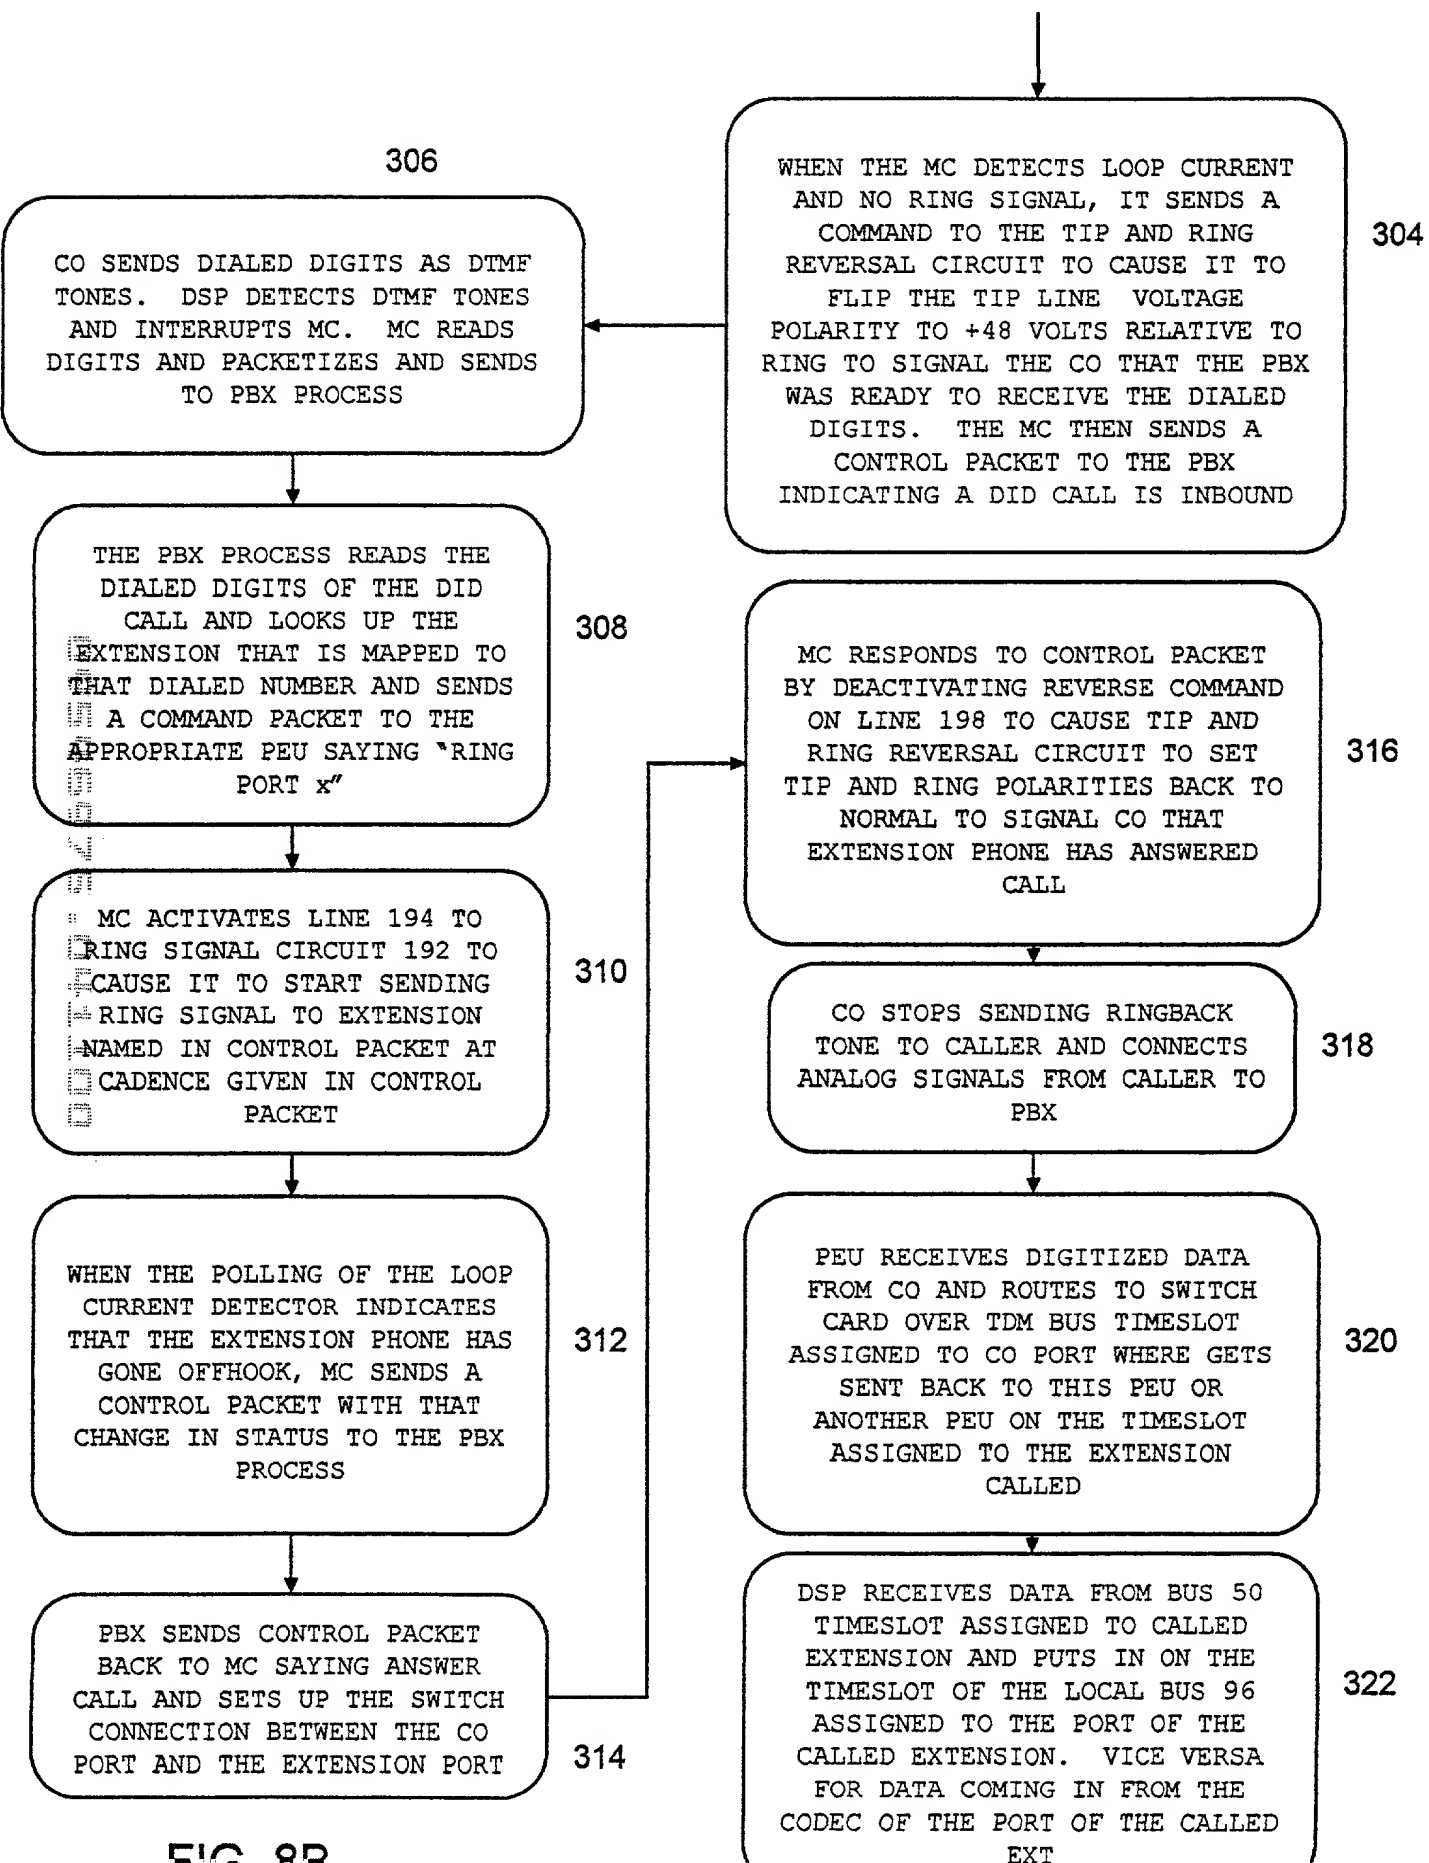 304
WHEN THE MC DETECTS LOOP CURRENT
AND NO RING SIGNAL, IT SENDS A
COMMAND TO THE TIP AND RING
REVERSAL CIRCUIT TO CAUSE IT TO
FLIP THE TIP LINE VOLTAGE
POLARITY TO +48 VOLTS RELATIVE TO
RING TO SIGNAL THE CO THAT THE PBX
WAS READY TO RECEIVE THE DIALED
DIGITS. THE MC THEN SENDS A
CONTROL PACKET TO THE PBX
INDICATING A DID CALL IS INBOUND
306
CO SENDS DIALED DIGITS AS DTMF
TONES. DSP DETECTS DTMF TONES
AND INTERRUPTS MC. MC READS
DIGITS AND PACKETIZES AND SENDS
TO PBX PROCESS
308
THE PBX PROCESS READS THE
DIALED DIGITS OF THE DID
CALL AND LOOKS UP THE
EXTENSION THAT IS MAPPED TO
THAT DIALED NUMBER AND SENDS
A COMMAND PACKET TO THE
APPROPRIATE PEU SAYING "RING
PORT x"
310
MC ACTIVATES LINE 194 TO
RING SIGNAL CIRCUIT 192 TO
CAUSE IT TO START SENDING
RING SIGNAL TO EXTENSION
NAMED IN CONTROL PACKET AT
CADENCE GIVEN IN CONTROL
PACKET
312
WHEN THE POLLING OF THE LOOP
CURRENT DETECTOR INDICATES
THAT THE EXTENSION PHONE HAS
GONE OFFHOOK, MC SENDS A
CONTROL PACKET WITH THAT
CHANGE IN STATUS TO THE PBX
PROCESS
314
PBX SENDS CONTROL PACKET
BACK TO MC SAYING ANSWER
CALL AND SETS UP THE SWITCH
CONNECTION BETWEEN THE CO
PORT AND THE EXTENSION PORT
316
MC RESPONDS TO CONTROL PACKET
BY DEACTIVATING REVERSE COMMAND
ON LINE 198 TO CAUSE TIP AND
RING REVERSAL CIRCUIT TO SET
TIP AND RING POLARITIES BACK TO
NORMAL TO SIGNAL CO THAT
EXTENSION PHONE HAS ANSWERED
CALL
318
CO STOPS SENDING RINGBACK
TONE TO CALLER AND CONNECTS
ANALOG SIGNALS FROM CALLER TO
PBX
320
PEU RECEIVES DIGITIZED DATA
FROM CO AND ROUTES TO SWITCH
CARD OVER TDM BUS TIMESLOT
ASSIGNED TO CO PORT WHERE GETS
SENT BACK TO THIS PEU OR
ANOTHER PEU ON THE TIMESLOT
ASSIGNED TO THE EXTENSION
CALLED
322
DSP RECEIVES DATA FROM BUS 50
TIMESLOT ASSIGNED TO CALLED
EXTENSION AND PUTS IN ON THE
TIMESLOT OF THE LOCAL BUS 96
ASSIGNED TO THE PORT OF THE
CALLED EXTENSION. VICE VERSA
FOR DATA COMING IN FROM THE
CODEC OF THE PORT OF THE CALLED
EXT
FIG.